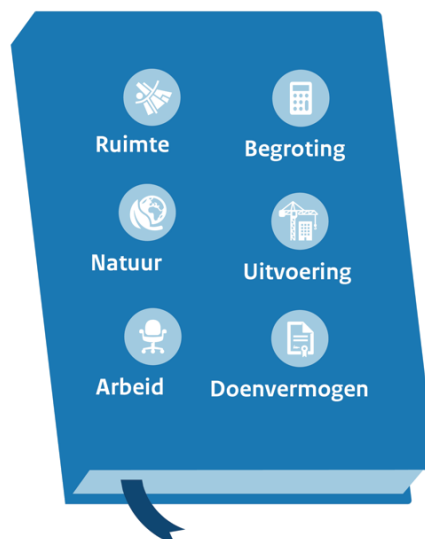 Ruimte
Begroting
Natuur
Uitvoering
Arbeid
Doenvermogen